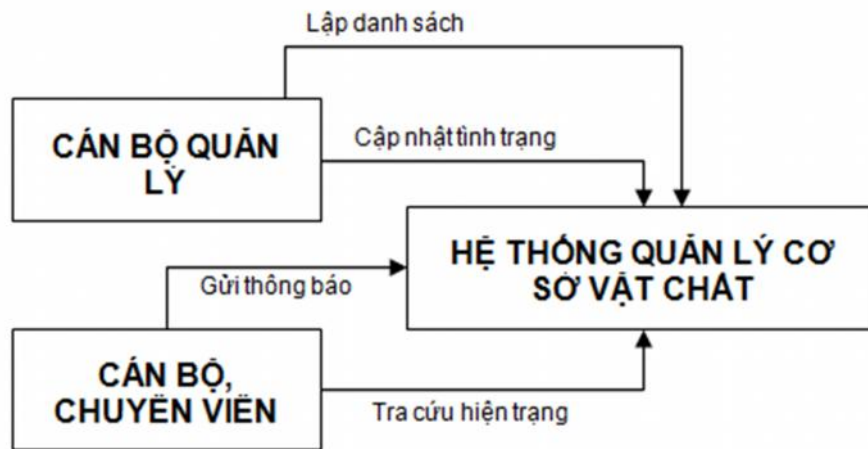 Lập danh sách
CÁN BỘ QUẢN
LÝ
Cập nhật tình trạng
HỆ THỐNG QUẢN LÝ CƠ
SỞ VẬT CHẤT
Gửi thông báo
CÁN BỘ,
CHUYÊN VIÊN
Tra cứu hiện trạng